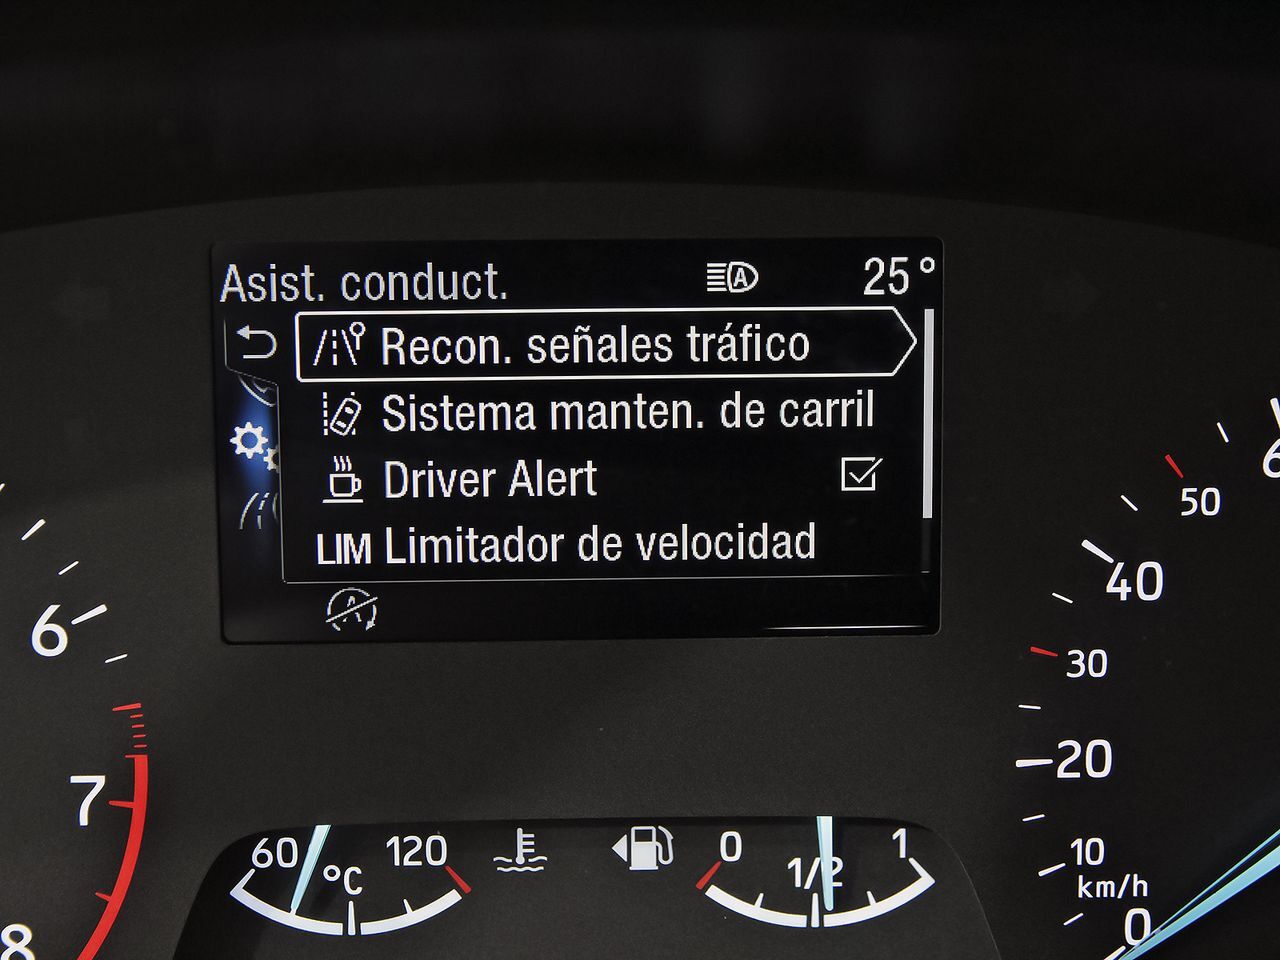 Asist. conduct. A 25°
Recon. señales tráfico
Sistema manten. de carril
Driver Alert
LIM Limitador de velocidad
A
6
7
8
60 120
°C
0 1/2 1
6
50
40
30
20
10
km/h
0